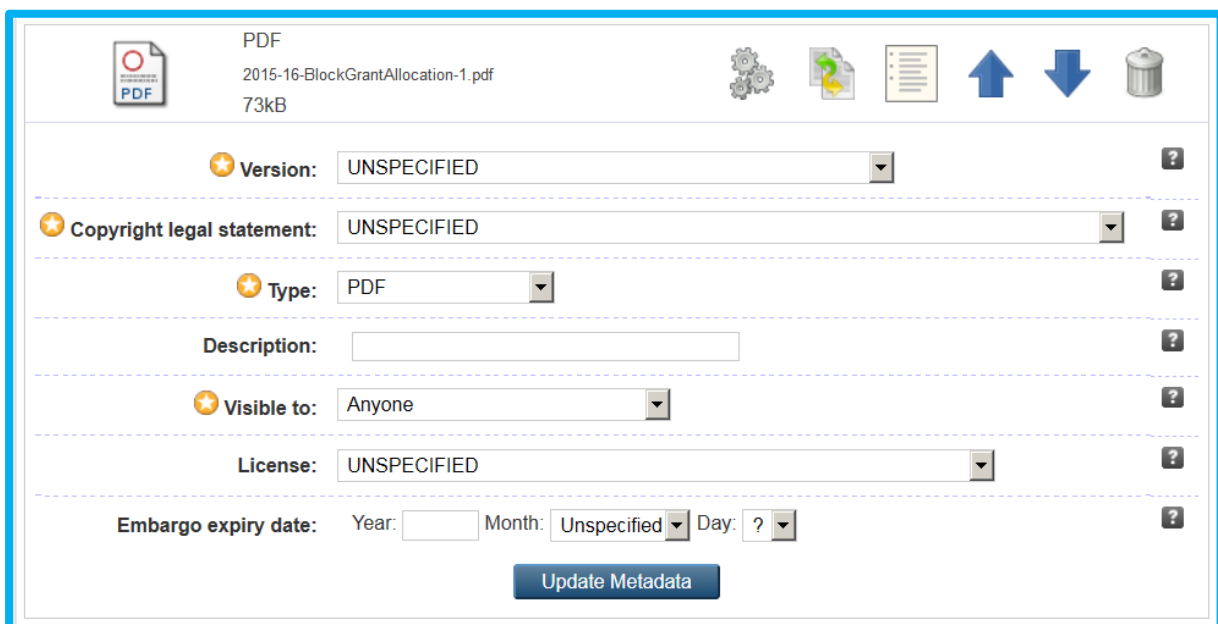 PDF
PDF
2015-16-BlockGrantAllocation-1.pdf
73kB
Version: UNSPECIFIED ?
Copyright legal statement: UNSPECIFIED ?
Type: PDF ?
Description: ?
Visible to: Anyone ?
License: UNSPECIFIED ?
Embargo expiry date: Year: Month: Unspecified Day: ? ?
Update Metadata